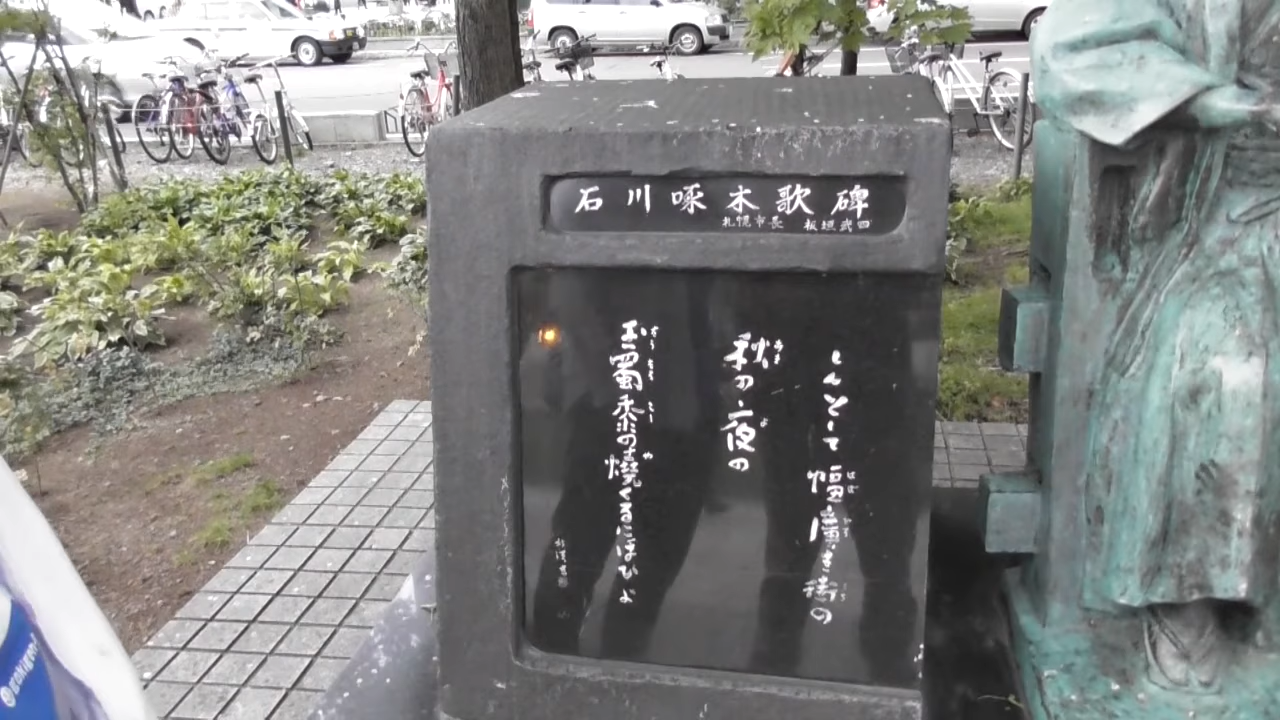 石川啄木歌碑
札幌市長 板垣武四
しんとして幅廣き街の
秋の夜の
玉蜀黍の焼くるにほひよ